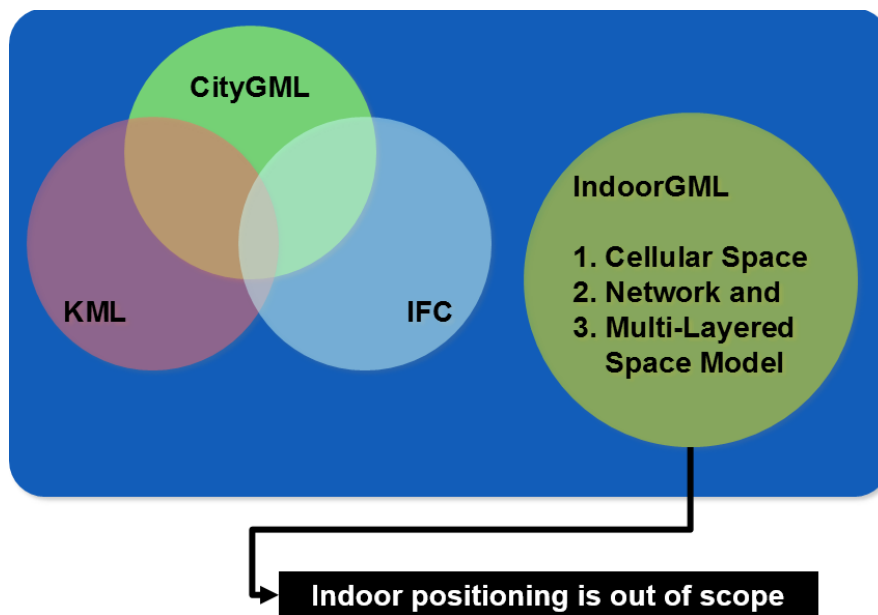 CityGML
KML
IFC
IndoorGML
1. Cellular Space
2. Network and
3. Multi-Layered
Space Model
Indoor positioning is out of scope